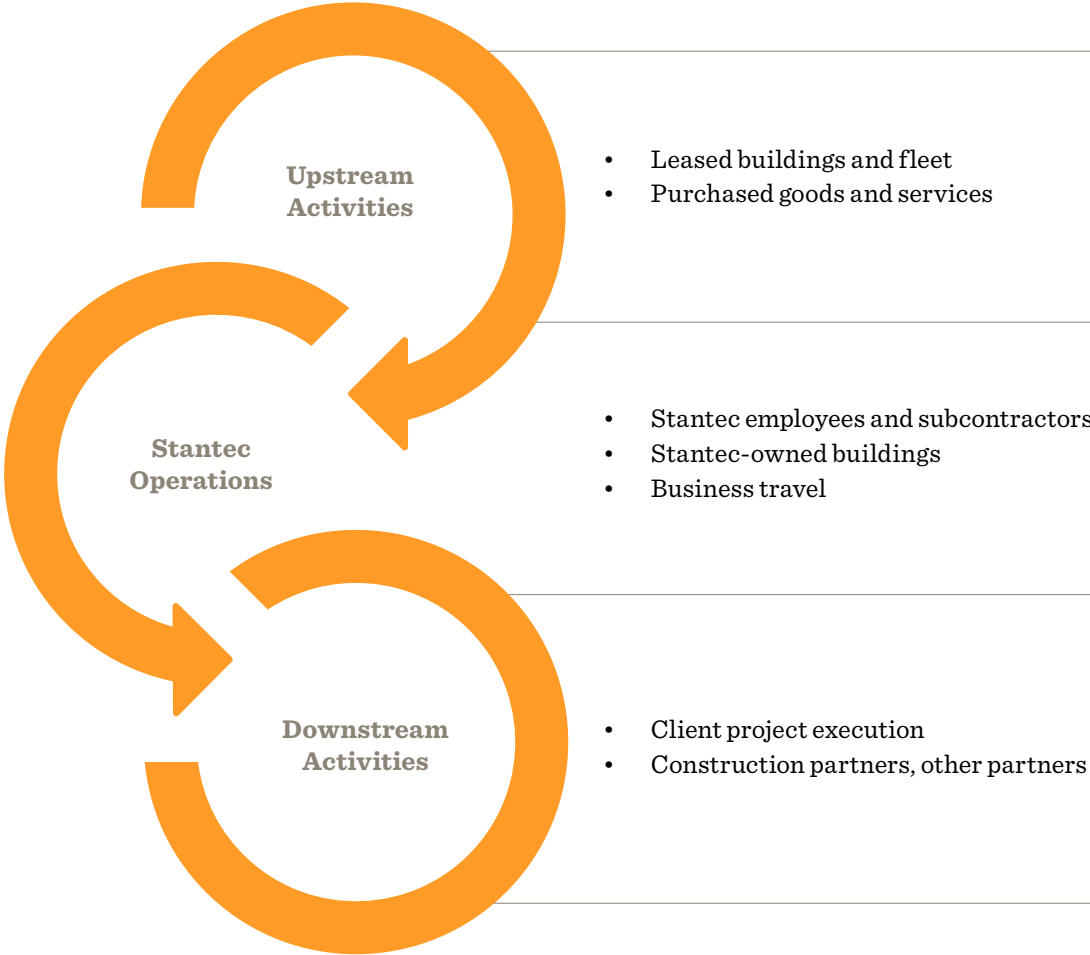 Upstream
Activities
• Leased buildings and fleet
• Purchased goods and services
Stantec
Operations
• Stantec employees and subcontractors
• Stantec-owned buildings
• Business travel
Downstream
Activities
• Client project execution
• Construction partners, other partners